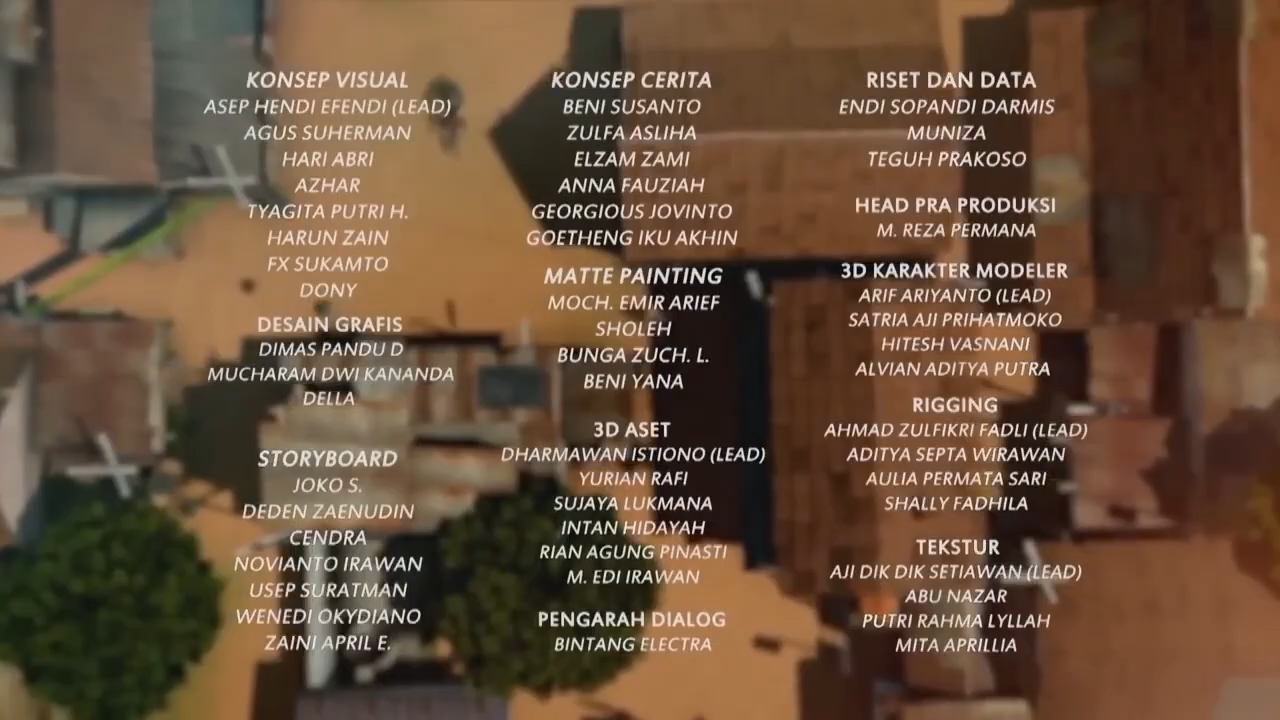 KONSEP VISUAL
ASEP HENDI EFENDI (LEAD)
AGUS SUHERMAN
HARI ABRI
AZHAR
TYAGITA PUTRI H.
HARUN ZAIN
FX SUKAMTO
DONY
DESAIN GRAFIS
DIMAS PANDU D
MUCHARAM DWI KANANDA
DELLA
STORYBOARD
JOKO S.
DEDEN ZAENUDIN
CENDRA
NOVIANTO IRAWAN
USEP SURATMAN
WENEDI OKYDIANO
ZAINI APRIL E.
KONSEP CERITA
BENI SUSANTO
ZULFA ASLIHA
ELZAM ZAMI
ANNA FAUZIAH
GEORGIOUS JOVINTO
GOETHENG IKU AKHIN
MATTE PAINTING
MOCH. EMIR ARIEF
SHOLEH
BUNGA ZUCH. L.
BENI YANA
3D ASET
DHARMAWAN ISTIONO (LEAD)
YURIAN RAFI
SUJAYA LUKMANA
INTAN HIDAYAH
RIAN AGUNG PINASTI
M. EDI IRAWAN
PENGARAH DIALOG
BINTANG ELECTRA
RISET DAN DATA
ENDI SOPANDI DARMIS
MUNIZA
TEGUH PRAKOSO
HEAD PRA PRODUKSI
M. REZA PERMANA
3D KARAKTER MODELER
ARIF ARIYANTO (LEAD)
SATRIA AJI PRIHATMOKO
HITESH VASNANI
ALVIAN ADITYA PUTRA
RIGGING
AHMAD ZULFIKRI FADLI (LEAD)
ADITYA SEPTA WIRAWAN
AULIA PERMATA SARI
SHALLY FADHILA
TEKSTUR
AJI DIK DIK SETIAWAN (LEAD)
ABU NAZAR
PUTRI RAHMA LYLLAH
MITA APRILLIA